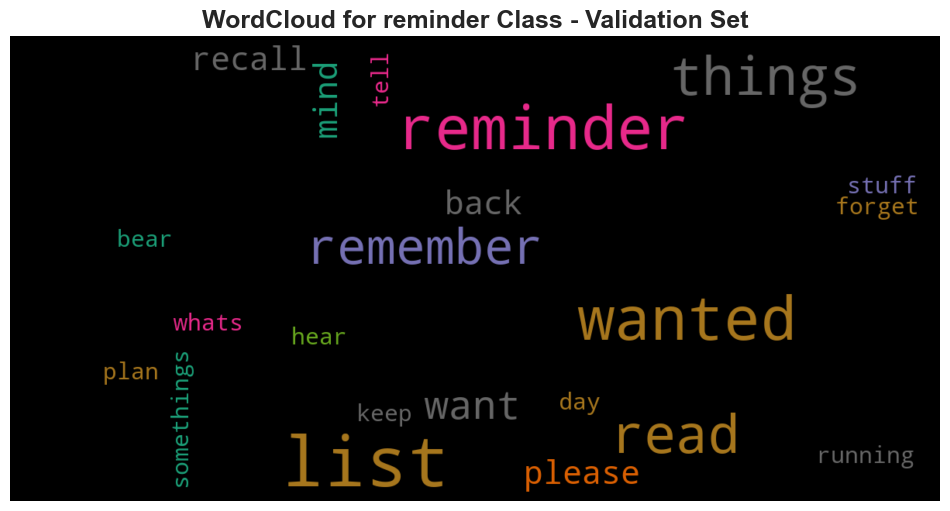 WordCloud for reminder Class - Validation Set
recall
mind
tell
things
reminder
stuff
forget
back
bear
remember
whats
hear
wanted
plan
somethings
keep
want
day
list
read
please
running